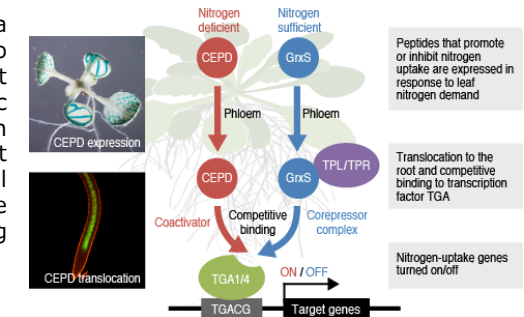 a
o
t
c
n
t
l
e
g
CEPD expression
CEPD translocation
Nitrogen
deficient
Nitrogen
sufficient
CEPD
GrxS
Phloem
Phloem
CEPD
GrxS
TPL/TPR
Coactivator
Competitive
binding
Corepressor
complex
TGA1/4
ON / OFF
TGACG
Target genes
Peptides that promote
or inhibit nitrogen
uptake are expressed in
response to leaf
nitrogen demand
Translocation to the
root and competitive
binding to transcription
factor TGA
Nitrogen-uptake genes
turned on/off